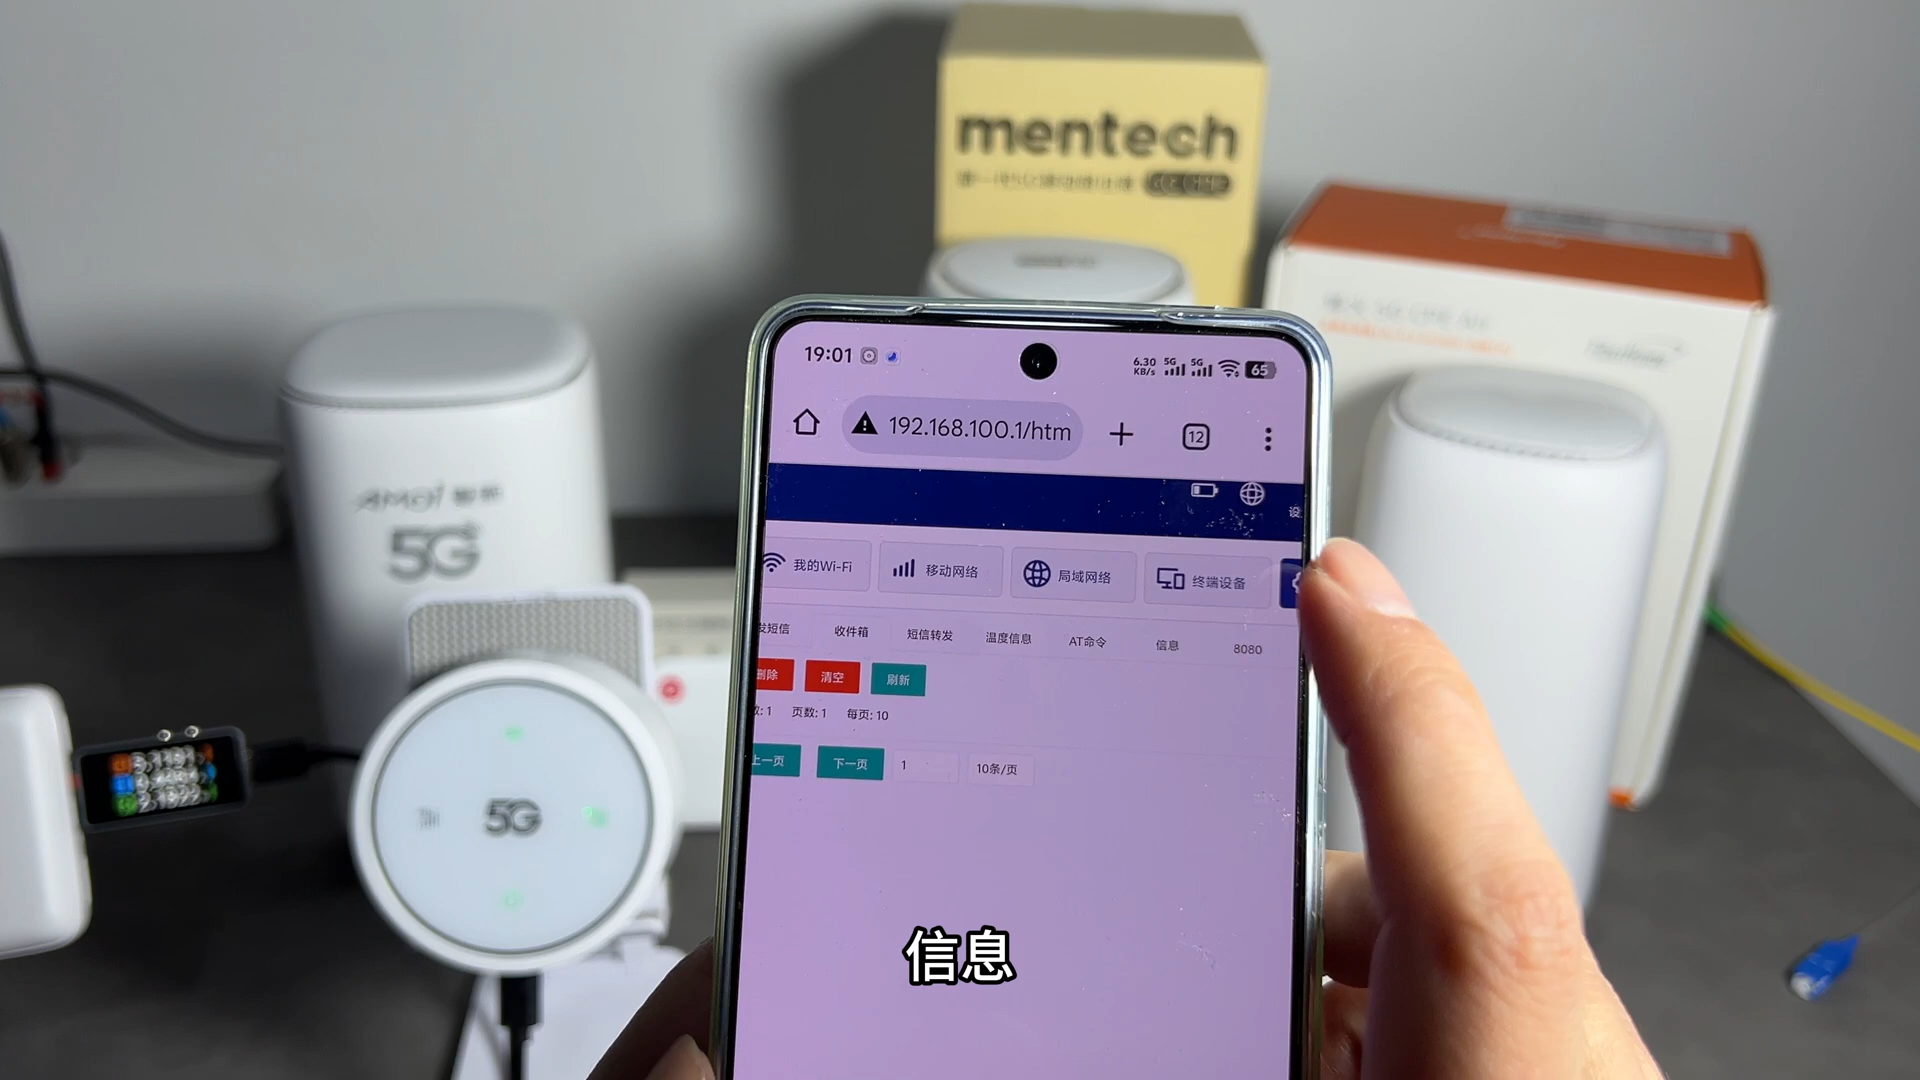 mentech
AMOI
5G
5G
19:01
6.30
KB/s
5G
5G
65
192.168.100.1/htm
12
设
我的Wi-Fi
移动网络
局域网络
终端设备
发短信
收件箱
短信转发
温度信息
AT命令
信息
8080
删除
清空
刷新
数: 1
页数: 1
每页: 10
上一页
下一页
1
10条/页
信息